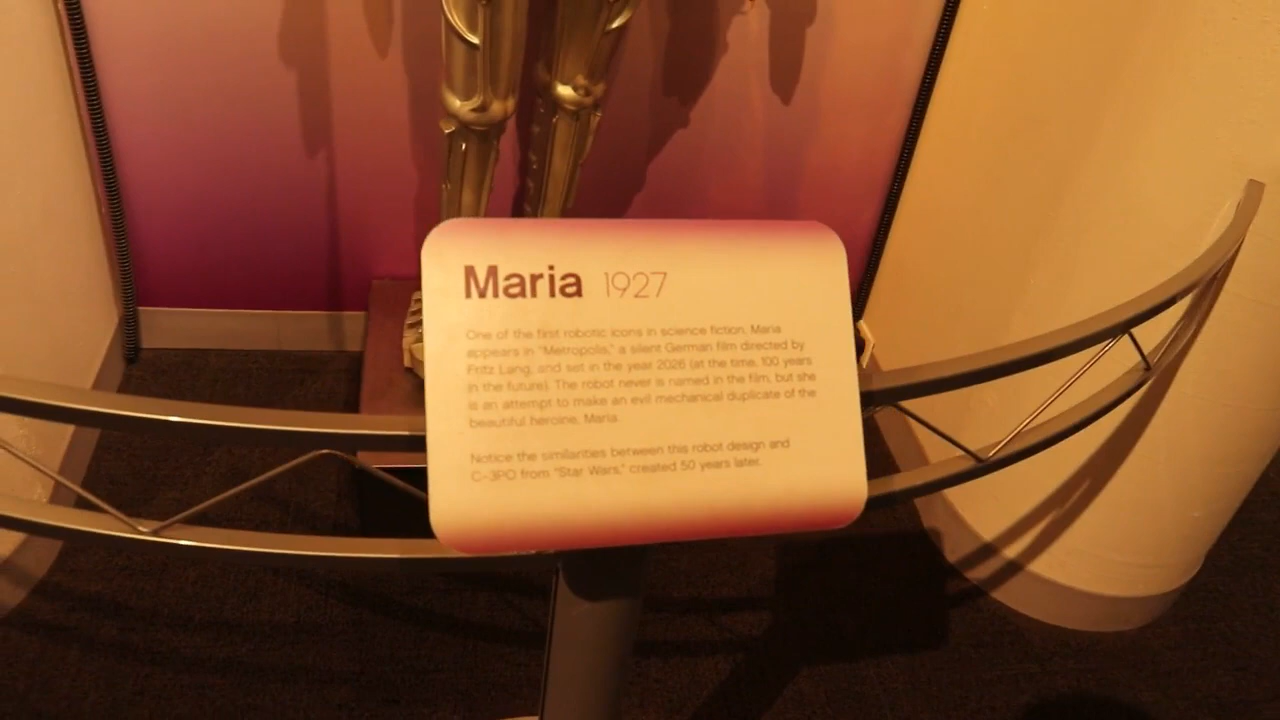 Maria 1927
One of the first robotic icons in science fiction, Maria
appears in "Metropolis," a silent German film directed by
Fritz Lang, and set in the year 2026 (at the time, 100 years
in the future). The robot never is named in the film, but she
is an attempt to make an evil mechanical duplicate of the
beautiful heroine, Maria.
Notice the similarities between this robot design and
C-3PO from "Star Wars," created 50 years later.